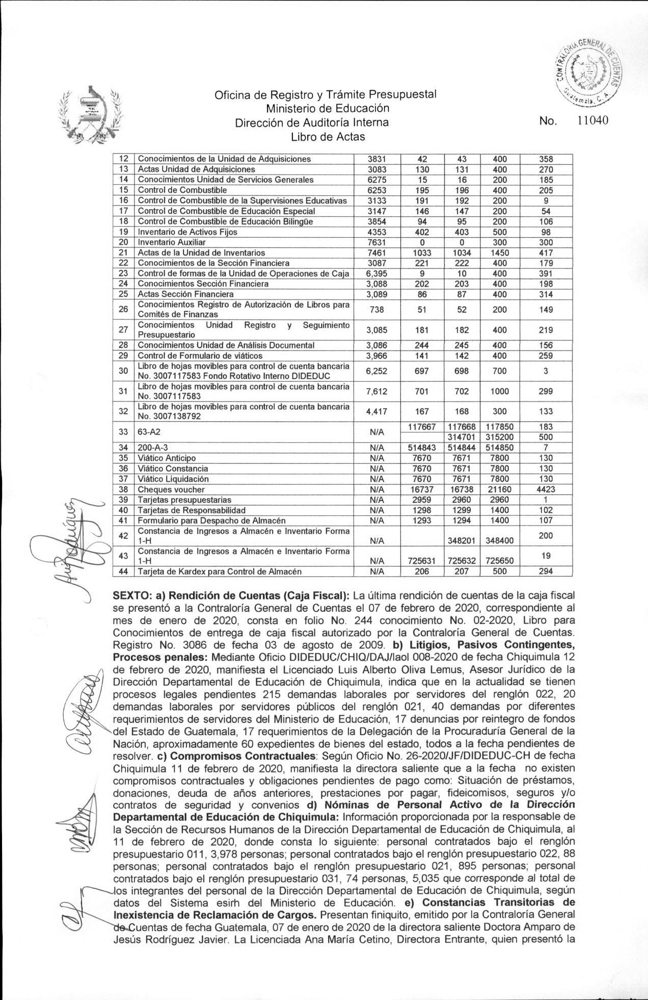 CONTRALORIA GENERAL DE CUENTAS
Guatemala, C. A.
Oficina de Registro y Trámite Presupuestal
Ministerio de Educación
Dirección de Auditoría Interna
Libro de Actas
No. 11040
12 Conocimientos de la Unidad de Adquisiciones 3831 42 43 400 358
13 Actas Unidad de Adquisiciones 3083 130 131 400 270
14 Conocimientos Unidad de Servicios Generales 6275 15 16 200 185
15 Control de Combustible 6253 195 196 400 205
16 Control de Combustible de la Supervisiones Educativas 3133 191 192 200 9
17 Control de Combustible de Educación Especial 3147 146 147 200 54
18 Control de Combustible de Educación Bilingüe 3854 94 95 200 106
19 Inventario de Activos Fijos 4353 402 403 500 98
20 Inventario Auxiliar 7631 0 0 300 300
21 Actas de la Unidad de Inventarios 7461 1033 1034 1450 417
22 Conocimientos de la Sección Financiera 3087 221 222 400 179
23 Control de formas de la Unidad de Operaciones de Caja 6,395 9 10 400 391
24 Conocimientos Sección Financiera 3,088 202 203 400 198
25 Actas Sección Financiera 3,089 86 87 400 314
26 Conocimientos Registro de Autorización de Libros para
Comités de Finanzas 738 51 52 200 149
27 Conocimientos Unidad Registro y Seguimiento
Presupuestario 3,085 181 182 400 219
28 Conocimientos Unidad de Análisis Documental 3,086 244 245 400 156
29 Control de Formulario de viáticos 3,966 141 142 400 259
30 Libro de hojas movibles para control de cuenta bancaria
No. 3007117583 Fondo Rotativo Interno DIDEDUC 6,252 697 698 700 3
31 Libro de hojas movibles para control de cuenta bancaria
No. 3007117583 7,612 701 702 1000 299
32 Libro de hojas movibles para control de cuenta bancaria
No. 3007138792 4,417 167 168 300 133
33 63-A2 N/A 117667 117668 117850 183
314701 315200 500
34 200-A-3 N/A 514843 514844 514850 7
35 Viático Anticipo N/A 7670 7671 7800 130
36 Viático Constancia N/A 7670 7671 7800 130
37 Viático Liquidación N/A 7670 7671 7800 130
38 Cheques voucher N/A 16737 16738 21160 4423
39 Tarjetas presupuestarias N/A 2959 2960 2960 1
40 Tarjetas de Responsabilidad N/A 1298 1299 1400 102
41 Formulario para Despacho de Almacén N/A 1293 1294 1400 107
42 Constancia de Ingresos a Almacén e Inventario Forma
1-H N/A 348201 348400 200
43 Constancia de Ingresos a Almacén e Inventario Forma
1-H N/A 725631 725632 725650 19
44 Tarjeta de Kardex para Control de Almacén N/A 206 207 500 294
SEXTO: a) Rendición de Cuentas (Caja Fiscal): La última rendición de cuentas de la caja fiscal
se presentó a la Contraloría General de Cuentas el 07 de febrero de 2020, correspondiente al
mes de enero de 2020, consta en folio No. 244 conocimiento No. 02-2020, Libro para
Conocimientos de entrega de caja fiscal autorizado por la Contraloría General de Cuentas.
Registro No. 3086 de fecha 03 de agosto de 2009. b) Litigios, Pasivos Contingentes,
Procesos penales: Mediante Oficio DIDEDUC/CHIQ/DAJ/laol 008-2020 de fecha Chiquimula 12
de febrero de 2020, manifiesta el Licenciado Luis Alberto Oliva Lemus, Asesor Jurídico de la
Dirección Departamental de Educación de Chiquimula, indica que en la actualidad se tienen
procesos legales pendientes 215 demandas laborales por servidores del renglón 022, 20
demandas laborales por servidores públicos del renglón 021, 40 demandas por diferentes
requerimientos de servidores del Ministerio de Educación, 17 denuncias por reintegro de fondos
del Estado de Guatemala, 17 requerimientos de la Delegación de la Procuraduría General de la
Nación, aproximadamente 60 expedientes de bienes del estado, todos a la fecha pendientes de
resolver. c) Compromisos Contractuales: Según Oficio No. 26-2020/JF/DIDEDUC-CH de fecha
Chiquimula 11 de febrero de 2020, manifiesta la directora saliente que a la fecha no existen
compromisos contractuales y obligaciones pendientes de pago como: Situación de préstamos,
donaciones, deuda de años anteriores, prestaciones por pagar, fideicomisos, seguros y/o
contratos de seguridad y convenios d) Nóminas de Personal Activo de la Dirección
Departamental de Educación de Chiquimula: Información proporcionada por la responsable de
la Sección de Recursos Humanos de la Dirección Departamental de Educación de Chiquimula, al
11 de febrero de 2020, donde consta lo siguiente: personal contratados bajo el renglón
presupuestario 011, 3,978 personas; personal contratados bajo el renglón presupuestario 022, 88
personas; personal contratados bajo el renglón presupuestario 021, 895 personas; personal
contratados bajo el renglón presupuestario 031, 74 personas, 5,035 que corresponde al total de
los integrantes del personal de la Dirección Departamental de Educación de Chiquimula, según
datos del Sistema esirh del Ministerio de Educación. e) Constancias Transitorias de
Inexistencia de Reclamación de Cargos. Presentan finiquito, emitido por la Contraloría General
de Cuentas de fecha Guatemala, 07 de enero de 2020 de la directora saliente Doctora Amparo de
Jesús Rodríguez Javier. La Licenciada Ana María Cetino, Directora Entrante, quien presentó la